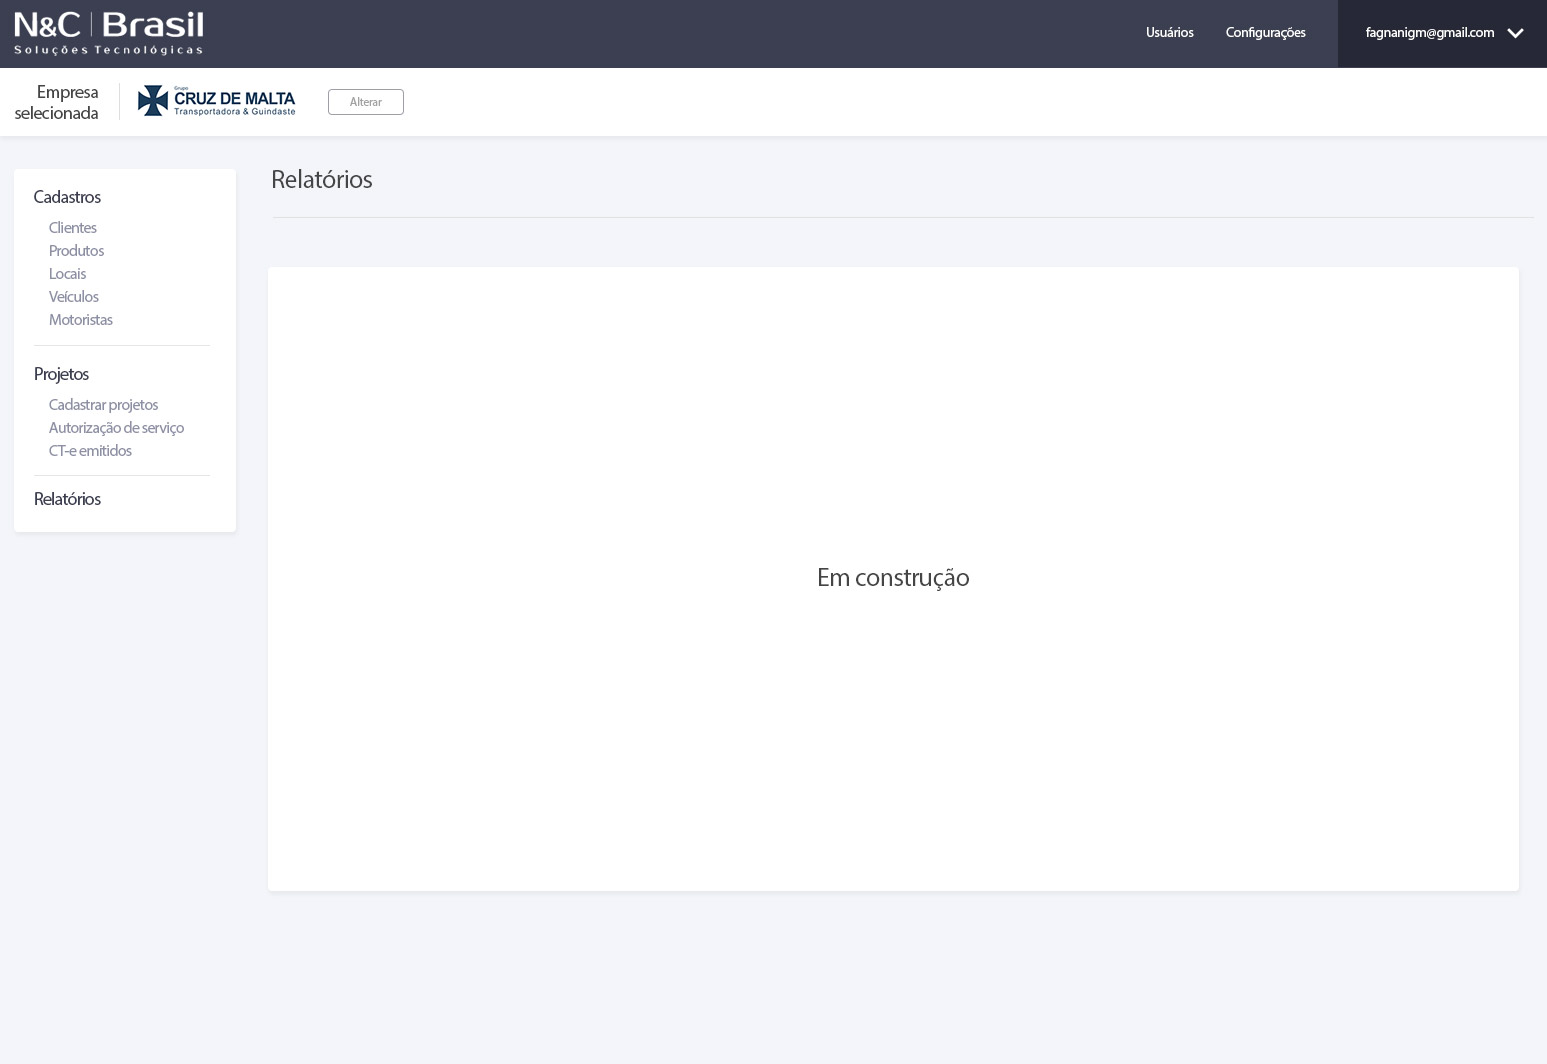 N&C | Brasil
Soluções Tecnológicas
Usuários
Configurações
fagnanigm@gmail.com
Empresa
selecionada
Grupo
CRUZ DE MALTA
Transportadora & Guindaste
Alterar
Cadastros
Clientes
Produtos
Locais
Veículos
Motoristas
Projetos
Cadastrar projetos
Autorização de serviço
CT-e emitidos
Relatórios
Relatórios
Em construção